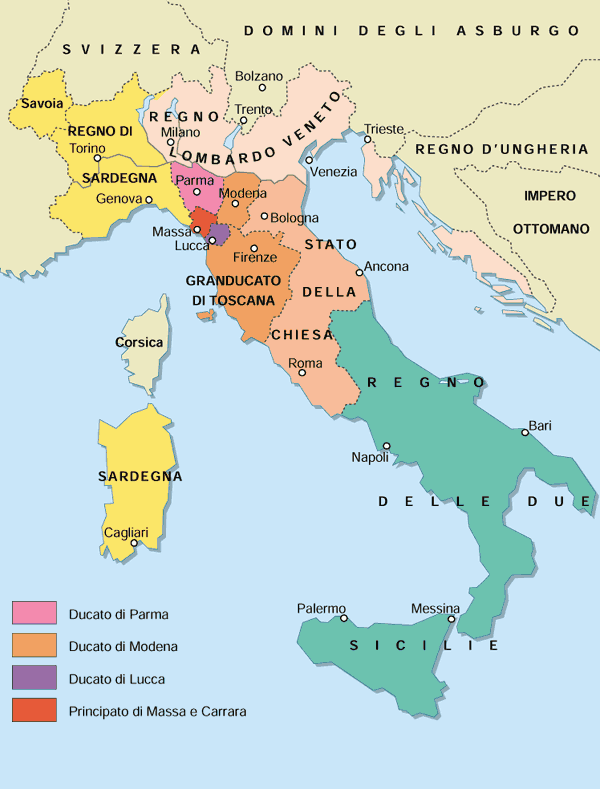 DOMINI DEGLI ASBURGO
SVIZZERA
Bolzano
Savoia
Trento
REGNO
LOMBARDO VENETO
Milano
REGNO DI
SARDEGNA
Torino
Trieste
REGNO D'UNGHERIA
Venezia
Parma
Modena
Genova
IMPERO
OTTOMANO
Bologna
Massa
Lucca
Firenze
STATO
DELLA
CHIESA
Ancona
GRANDUCATO
DI TOSCANA
Corsica
Roma
REGNO
DELLE DUE
SICILIE
Bari
Napoli
SARDEGNA
Cagliari
Palermo
Messina
Ducato di Parma
Ducato di Modena
Ducato di Lucca
Principato di Massa e Carrara